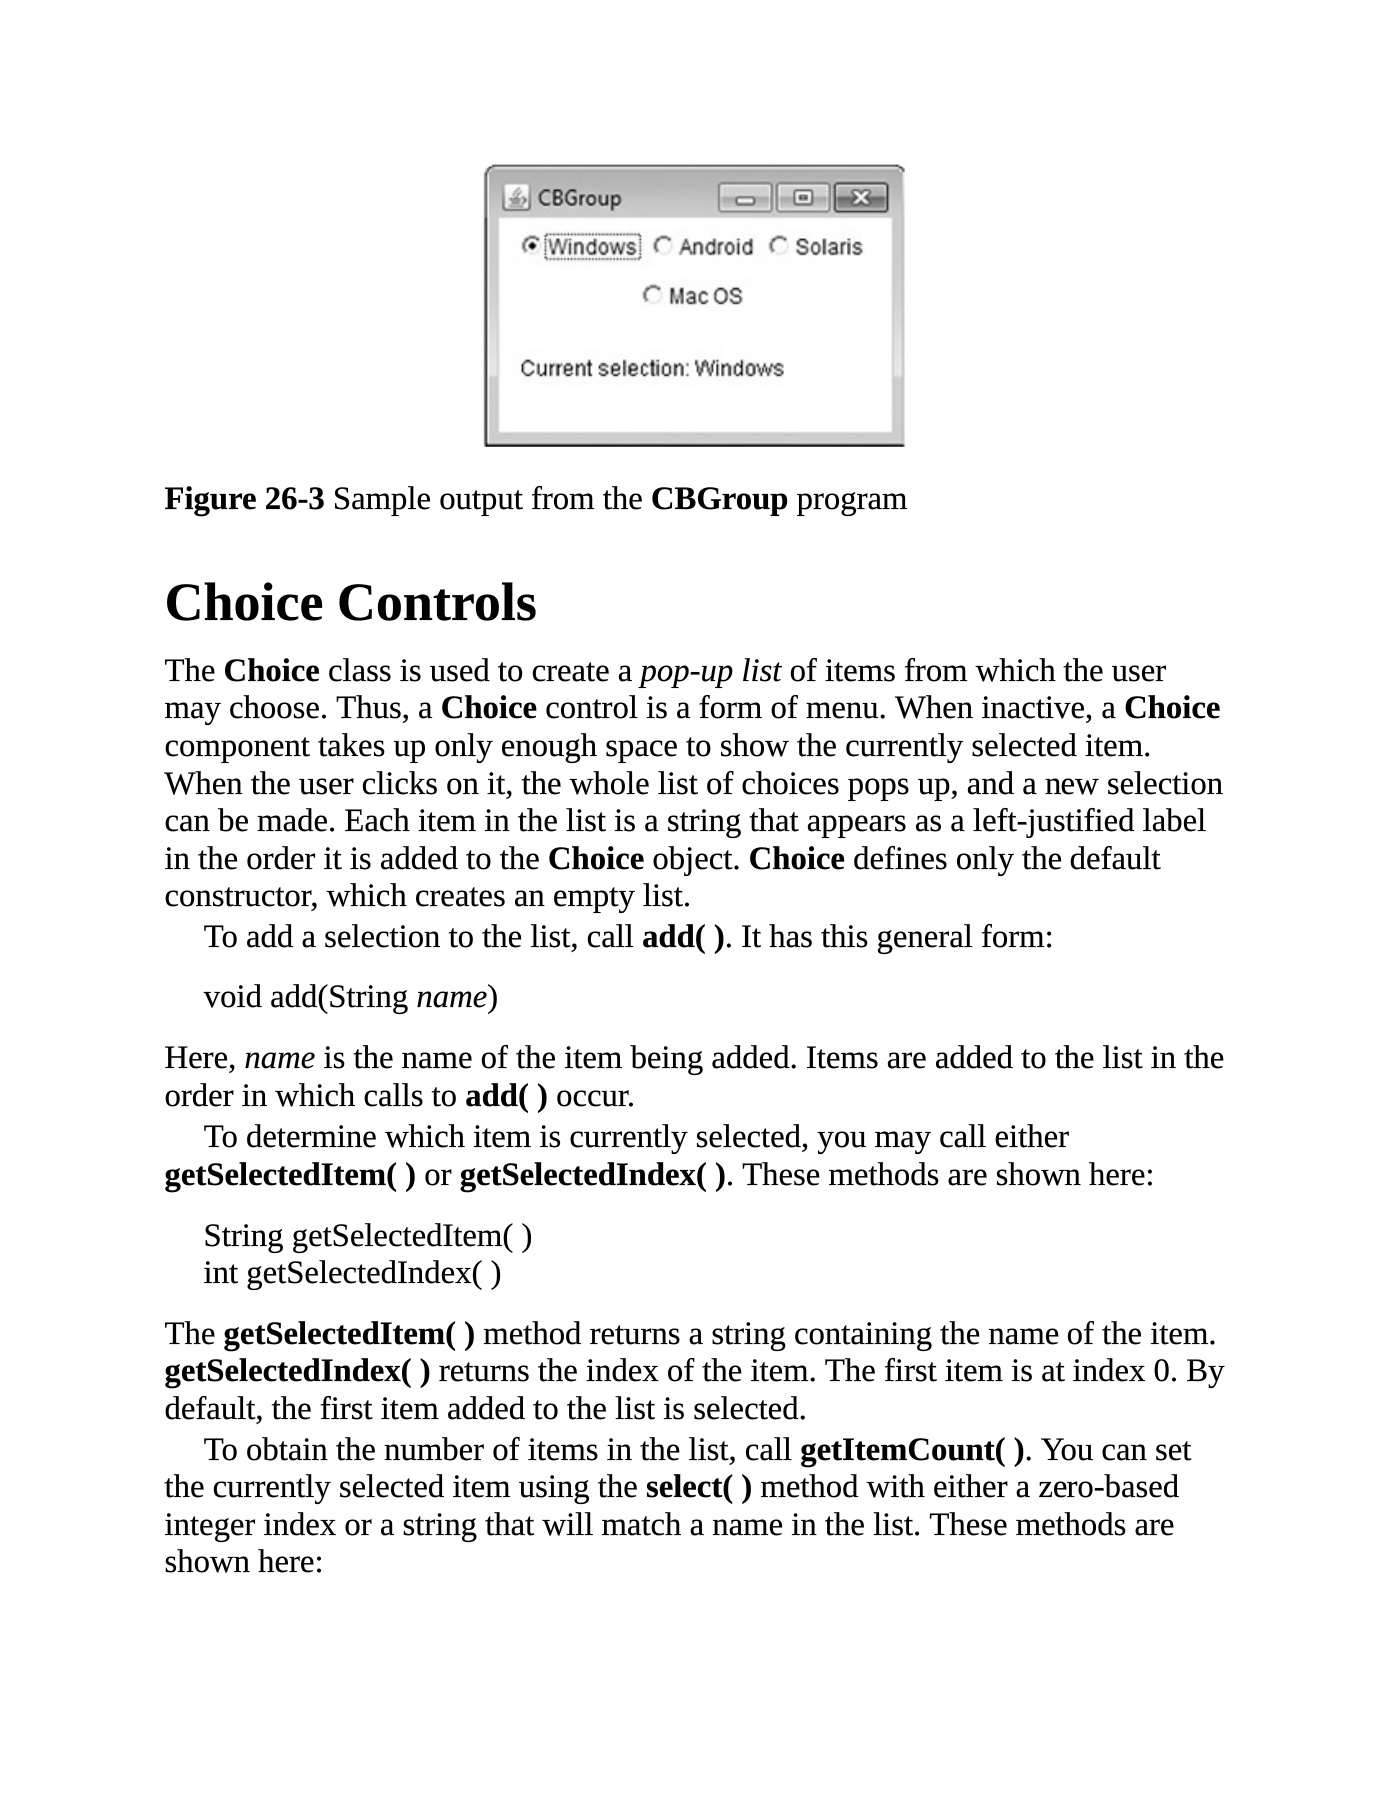 CBGroup
Windows Android Solaris
Mac OS
Current selection: Windows
Figure 26-3 Sample output from the CBGroup program
Choice Controls
The Choice class is used to create a pop-up list of items from which the user
may choose. Thus, a Choice control is a form of menu. When inactive, a Choice
component takes up only enough space to show the currently selected item.
When the user clicks on it, the whole list of choices pops up, and a new selection
can be made. Each item in the list is a string that appears as a left-justified label
in the order it is added to the Choice object. Choice defines only the default
constructor, which creates an empty list.
To add a selection to the list, call add( ). It has this general form:
void add(String name)
Here, name is the name of the item being added. Items are added to the list in the
order in which calls to add( ) occur.
To determine which item is currently selected, you may call either
getSelectedItem( ) or getSelectedIndex( ). These methods are shown here:
String getSelectedItem( )
int getSelectedIndex( )
The getSelectedItem( ) method returns a string containing the name of the item.
getSelectedIndex( ) returns the index of the item. The first item is at index 0. By
default, the first item added to the list is selected.
To obtain the number of items in the list, call getItemCount( ). You can set
the currently selected item using the select( ) method with either a zero-based
integer index or a string that will match a name in the list. These methods are
shown here: